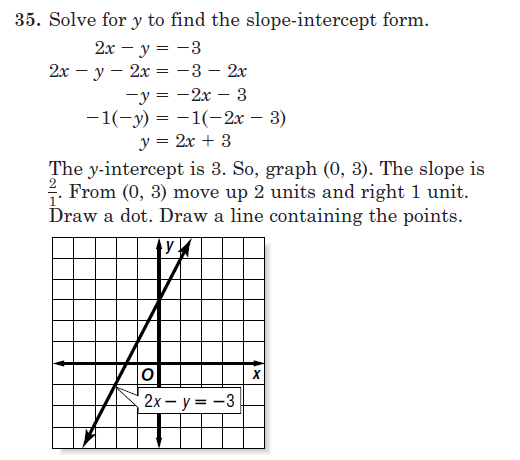 35. Solve for y to find the slope-intercept form.
2x − y = −3
2x − y − 2x = −3 − 2x
−y = −2x − 3
−1(−y) = −1(−2x − 3)
y = 2x + 3
The y-intercept is 3. So, graph (0, 3). The slope is
2/1. From (0, 3) move up 2 units and right 1 unit.
Draw a dot. Draw a line containing the points.
y
O
x
2x − y = −3